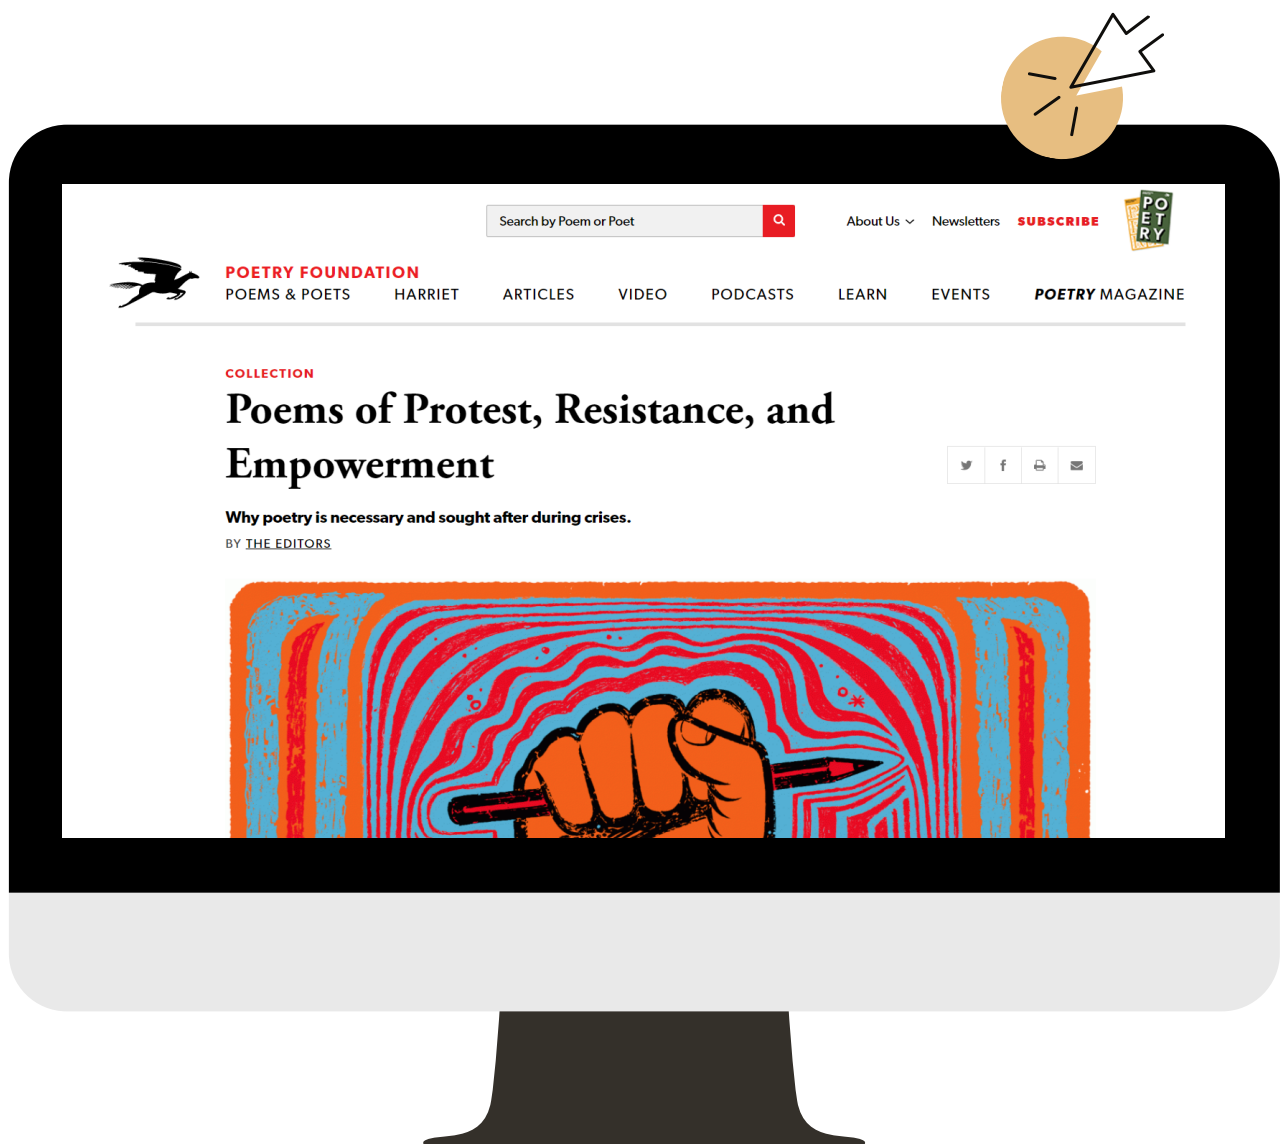 Search by Poem or Poet
About Us Newsletters SUBSCRIBE
PO
ET
RY
POETRY FOUNDATION
POEMS & POETS HARRIET ARTICLES VIDEO PODCASTS LEARN EVENTS POETRY MAGAZINE
COLLECTION
Poems of Protest, Resistance, and
Empowerment
Why poetry is necessary and sought after during crises.
BY THE EDITORS